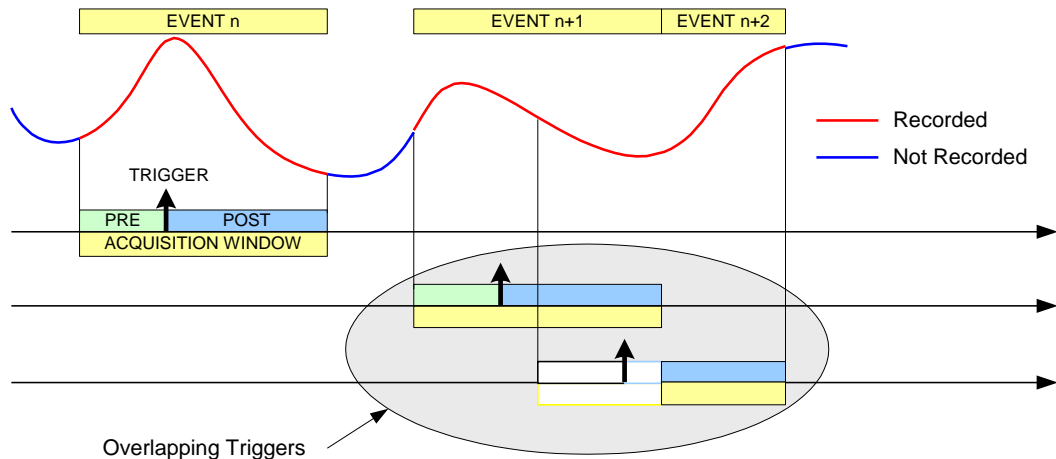 EVENT n
EVENT n+1
EVENT n+2
Recorded
Not Recorded
TRIGGER
PRE
POST
ACQUISITION WINDOW
Overlapping Triggers